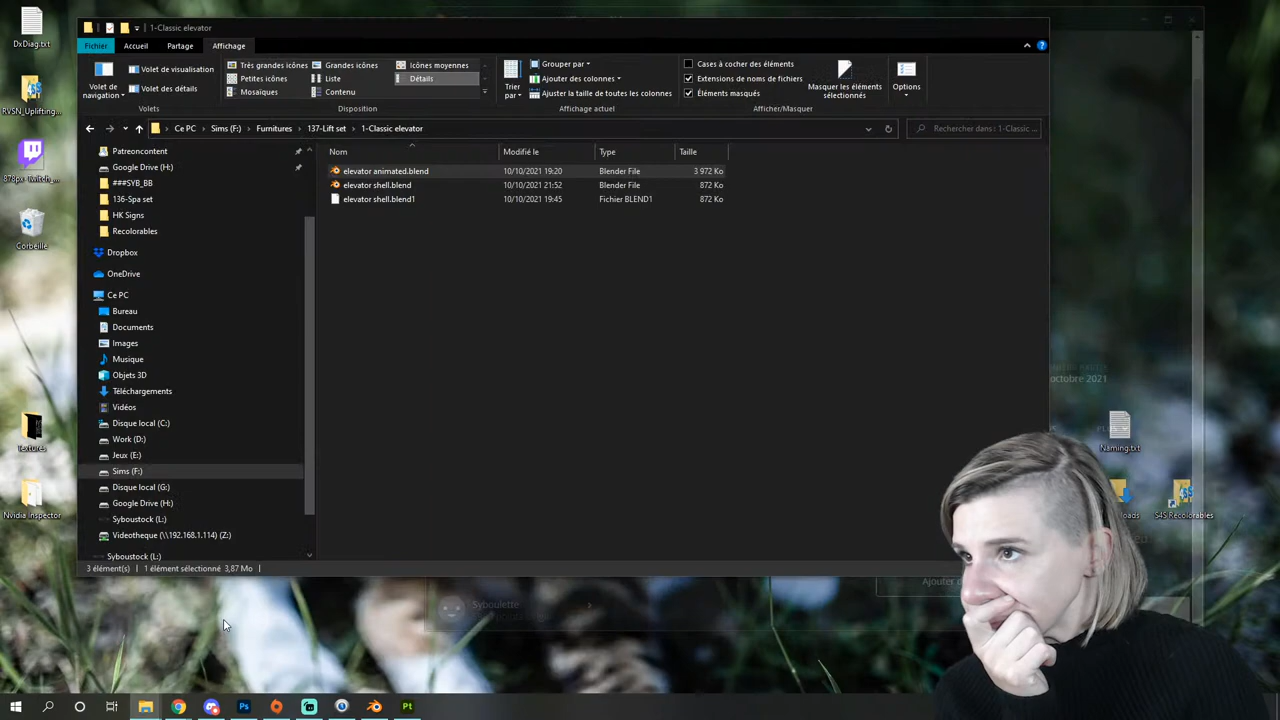 DxDiag.txt
RVSN_Uplifting...
878px-Twitch_...
Corbeille
Textures
Nvidia Inspector
1-Classic elevator
Fichier
Accueil
Partage
Affichage
Volet de navigation
Volet de visualisation
Volet des détails
Volets
Très grandes icônes
Grandes icônes
Icônes moyennes
Petites icônes
Liste
Détails
Mosaïques
Contenu
Disposition
Trier par
Grouper par
Ajouter des colonnes
Ajuster la taille de toutes les colonnes
Affichage actuel
Cases à cocher des éléments
Extensions de noms de fichiers
Éléments masqués
Masquer les éléments sélectionnés
Afficher/Masquer
Options
Ce PC > Sims (F:) > Furnitures > 137-Lift set > 1-Classic elevator
Rechercher dans : 1-Classic ...
Patreoncontent
Google Drive (H:)
###SYB_BB
136-Spa set
HK Signs
Recolorables
Dropbox
OneDrive
Ce PC
Bureau
Documents
Images
Musique
Objets 3D
Téléchargements
Vidéos
Disque local (C:)
Work (D:)
Jeux (E:)
Sims (F:)
Disque local (G:)
Google Drive (H:)
Syboustock (L:)
Videotheque (\\192.168.1.114) (Z:)
Syboustock (L:)
Nom Modifié le Type Taille
elevator animated.blend 10/10/2021 19:20 Blender File 3 972 Ko
elevator shell.blend 10/10/2021 21:52 Blender File 872 Ko
elevator shell.blend1 10/10/2021 19:45 Fichier BLEND1 872 Ko
3 élément(s) 1 élément sélectionné 3,87 Mo
octobre 2021
Naming.txt
S4S Recolorables
Ajouter
Syboulette
Ps
Pt